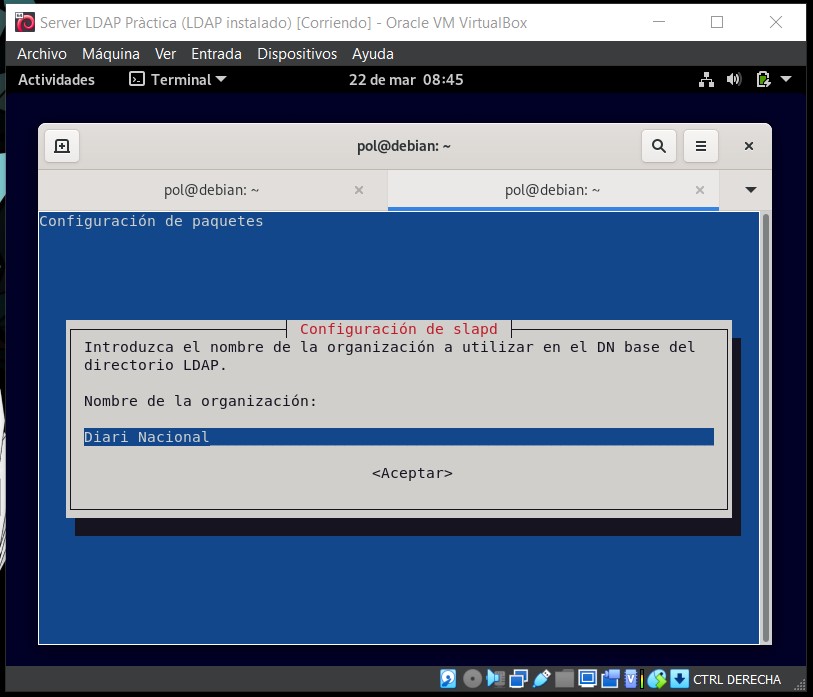 Server LDAP Pràctica (LDAP instalado) [Corriendo] - Oracle VM VirtualBox
Archivo Máquina Ver Entrada Dispositivos Ayuda
Actividades Terminal 22 de mar 08:45
pol@debian: ~
pol@debian: ~ pol@debian: ~
Configuración de paquetes
Configuración de slapd
Introduzca el nombre de la organización a utilizar en el DN base del
directorio LDAP.
Nombre de la organización:
Diari Nacional
<Aceptar>
CTRL DERECHA